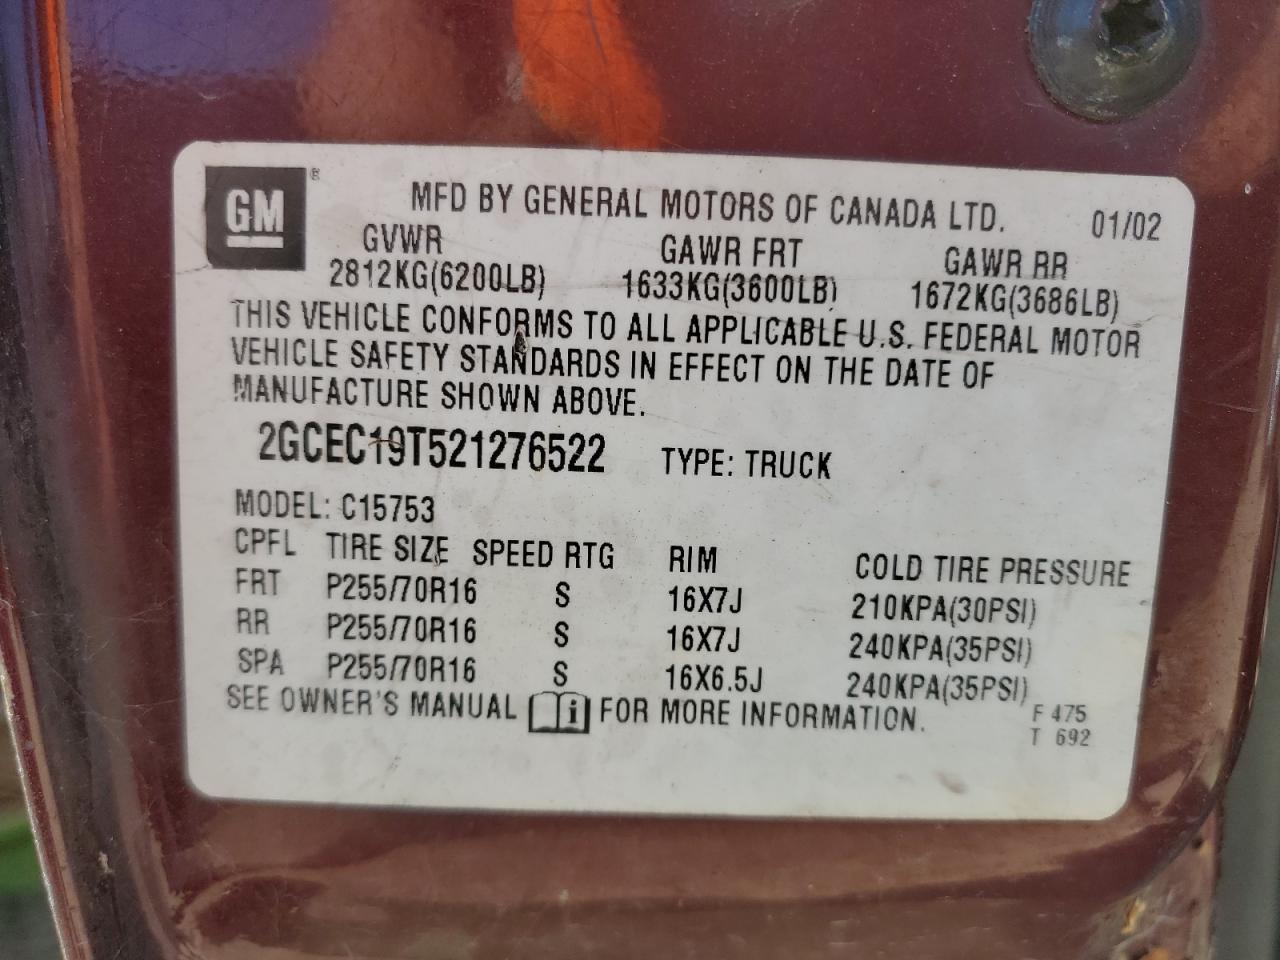 GM ®
MFD BY GENERAL MOTORS OF CANADA LTD. 01/02
GVWR GAWR FRT GAWR RR
2812KG(6200LB) 1633KG(3600LB) 1672KG(3686LB)
THIS VEHICLE CONFORMS TO ALL APPLICABLE U.S. FEDERAL MOTOR
VEHICLE SAFETY STANDARDS IN EFFECT ON THE DATE OF
MANUFACTURE SHOWN ABOVE.
2GCEC19T521276522 TYPE: TRUCK
MODEL: C15753
CPFL TIRE SIZE SPEED RTG RIM COLD TIRE PRESSURE
FRT P255/70R16 S 16X7J 210KPA(30PSI)
RR P255/70R16 S 16X7J 240KPA(35PSI)
SPA P255/70R16 S 16X6.5J 240KPA(35PSI)
SEE OWNER'S MANUAL i FOR MORE INFORMATION.
F 475
T 692